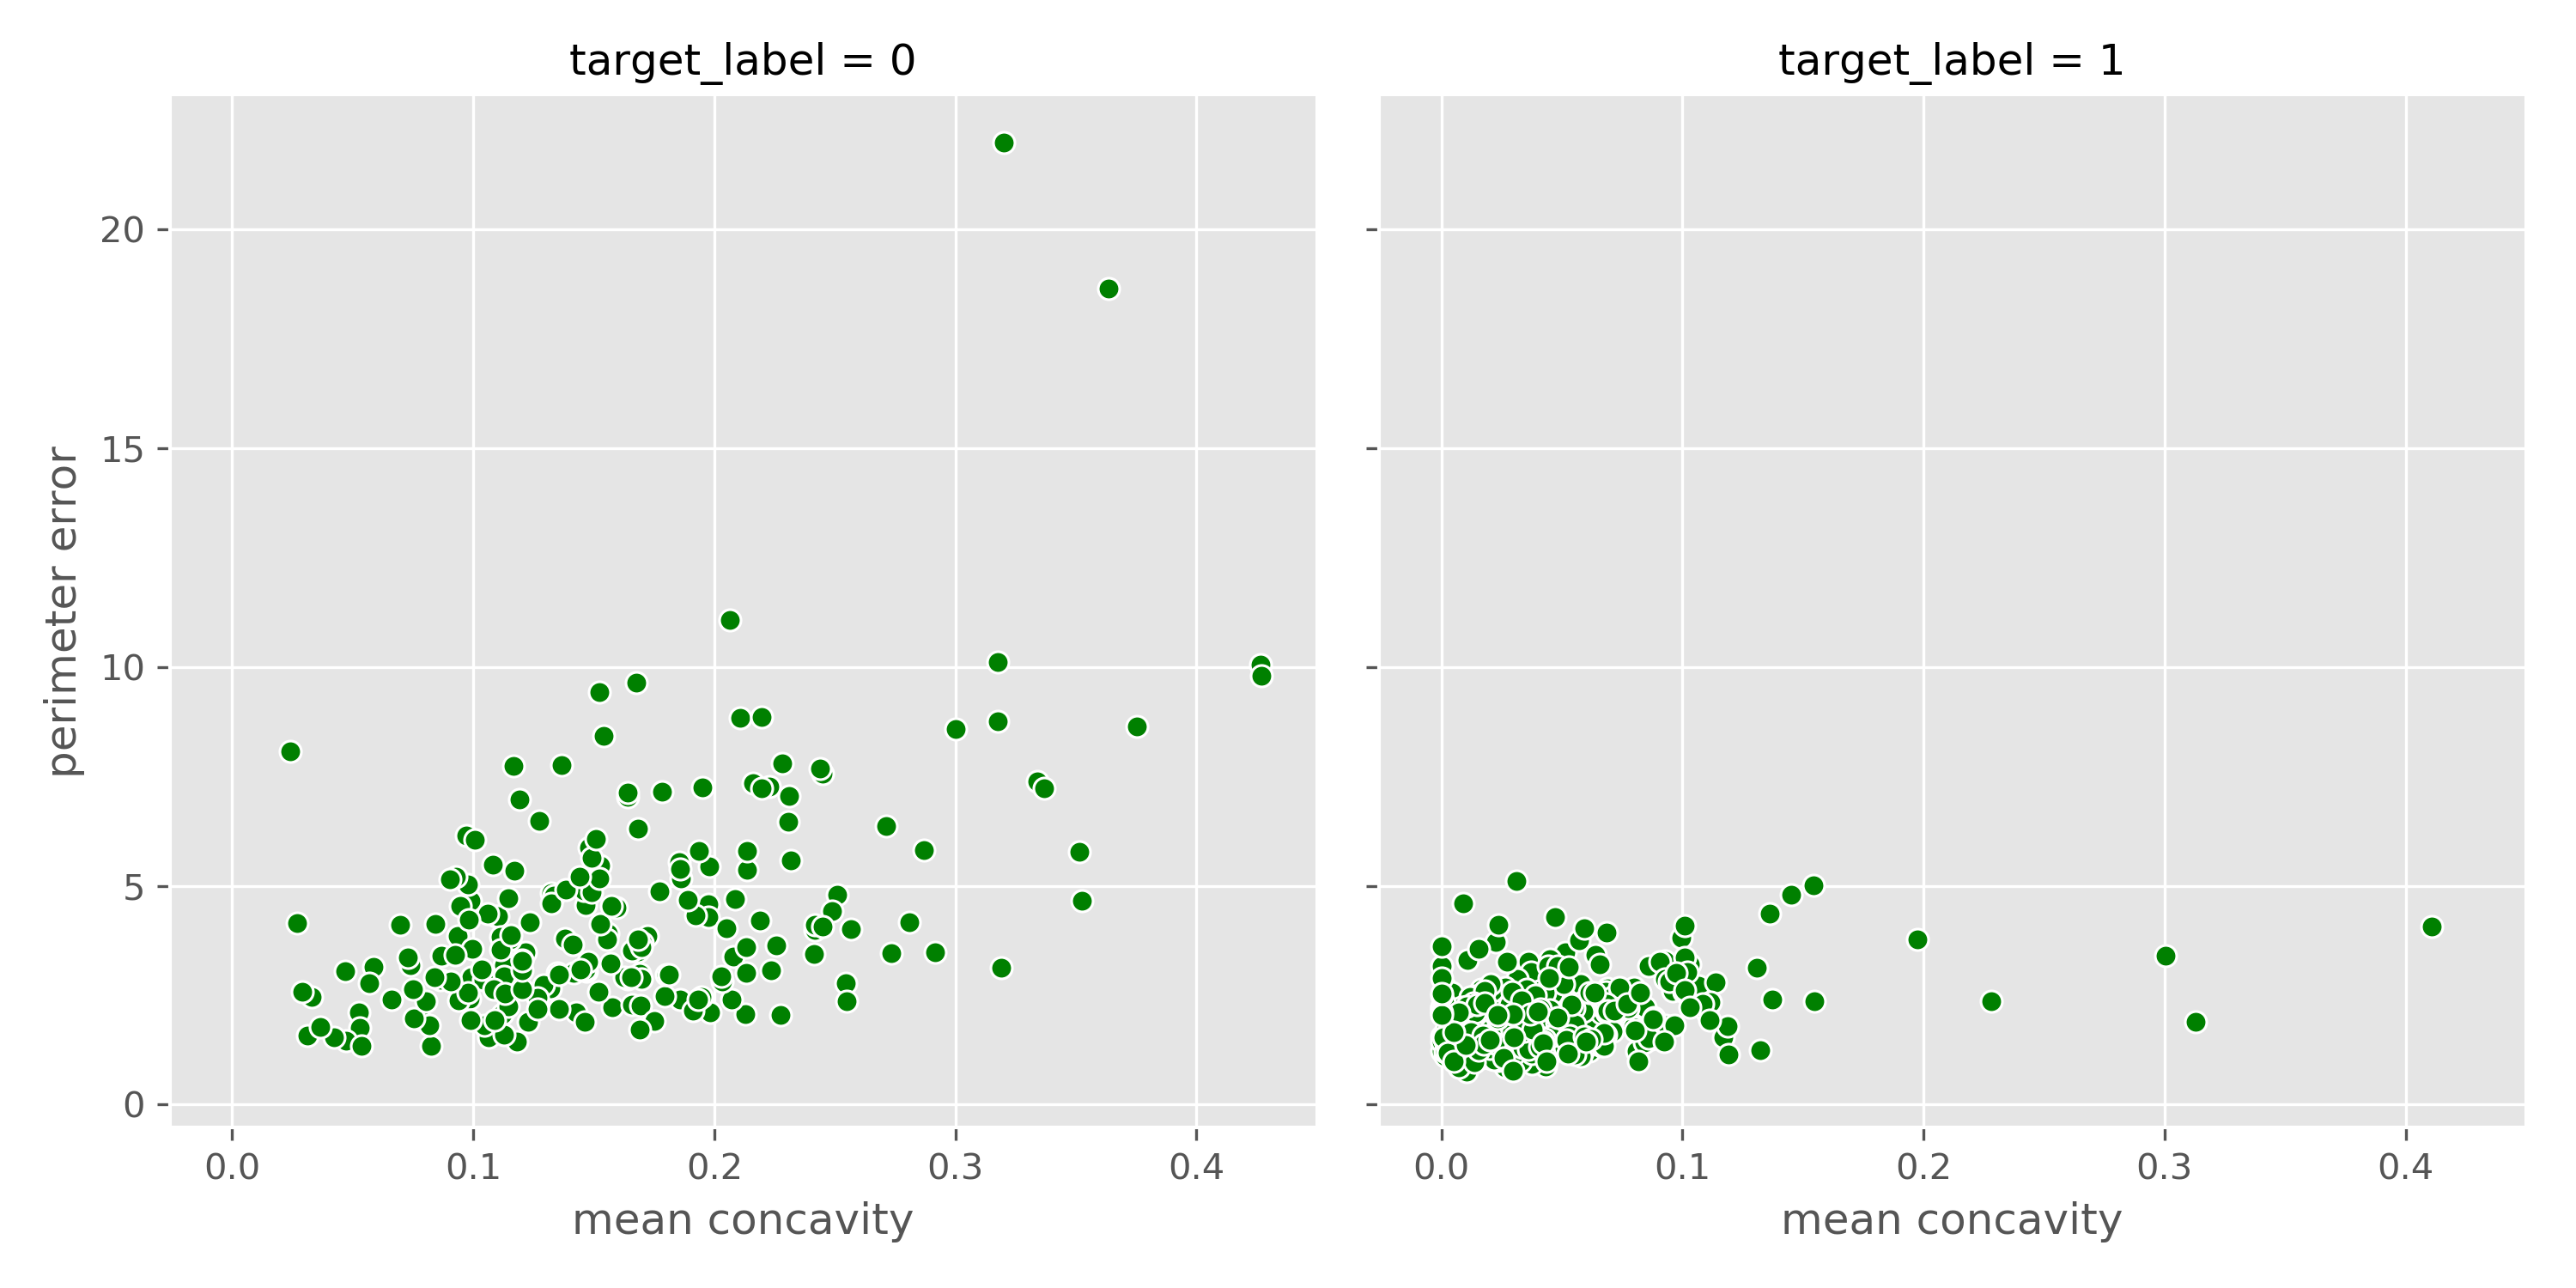 target_label = 0
target_label = 1
perimeter error
20
15
10
5
0
0.0 0.1 0.2 0.3 0.4
0.0 0.1 0.2 0.3 0.4
mean concavity
mean concavity